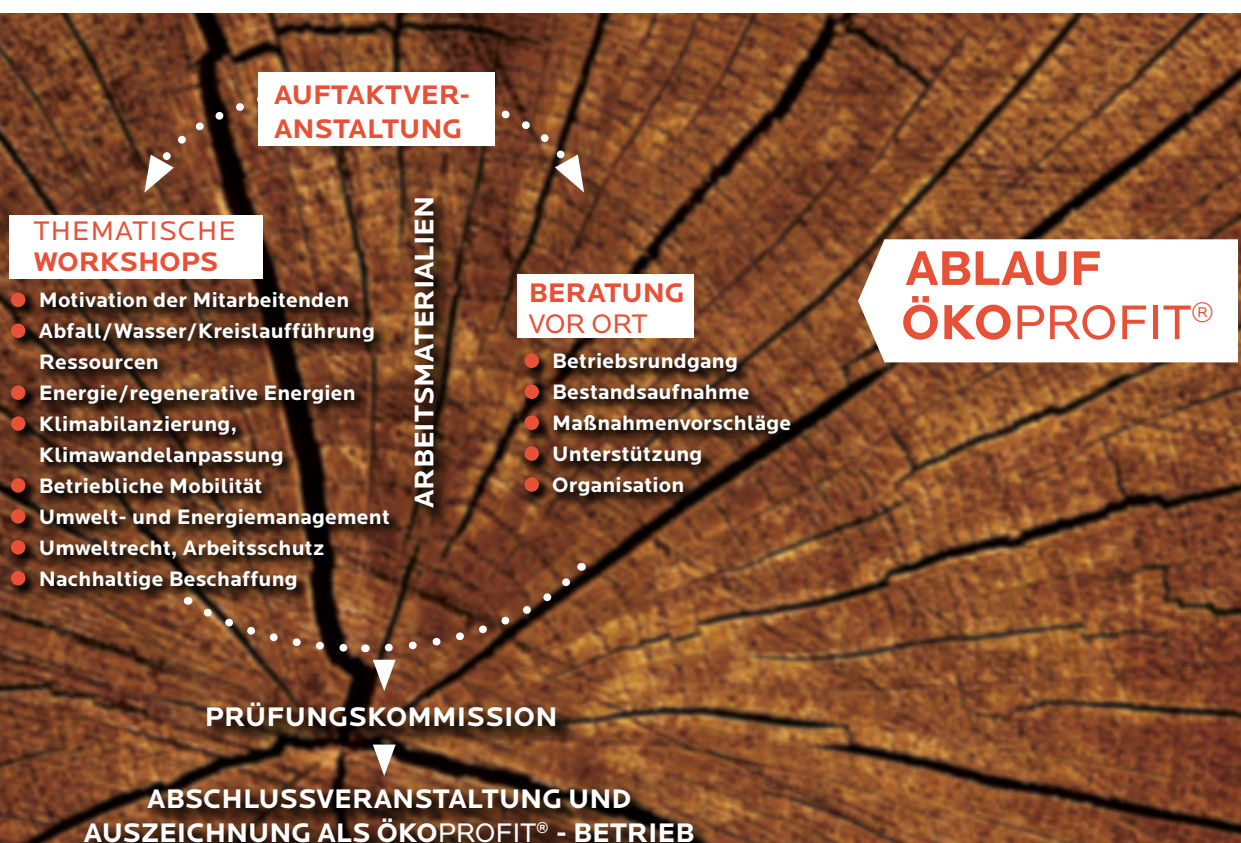 AUFTAKTVER-
ANSTALTUNG
THEMATISCHE
WORKSHOPS
● Motivation der Mitarbeitenden
● Abfall/Wasser/Kreislaufführung
Ressourcen
● Energie/regenerative Energien
● Klimabilanzierung,
Klimawandelanpassung
● Betriebliche Mobilität
● Umwelt- und Energiemanagement
● Umweltrecht, Arbeitsschutz
● Nachhaltige Beschaffung
ARBEITSMATERIALIEN
BERATUNG
VOR ORT
● Betriebsrundgang
● Bestandsaufnahme
● Maßnahmenvorschläge
● Unterstützung
● Organisation
ABLAUF
ÖKOPROFIT®
PRÜFUNGSKOMMISSION
ABSCHLUSSVERANSTALTUNG UND
AUSZEICHNUNG ALS ÖKOPROFIT® - BETRIEB